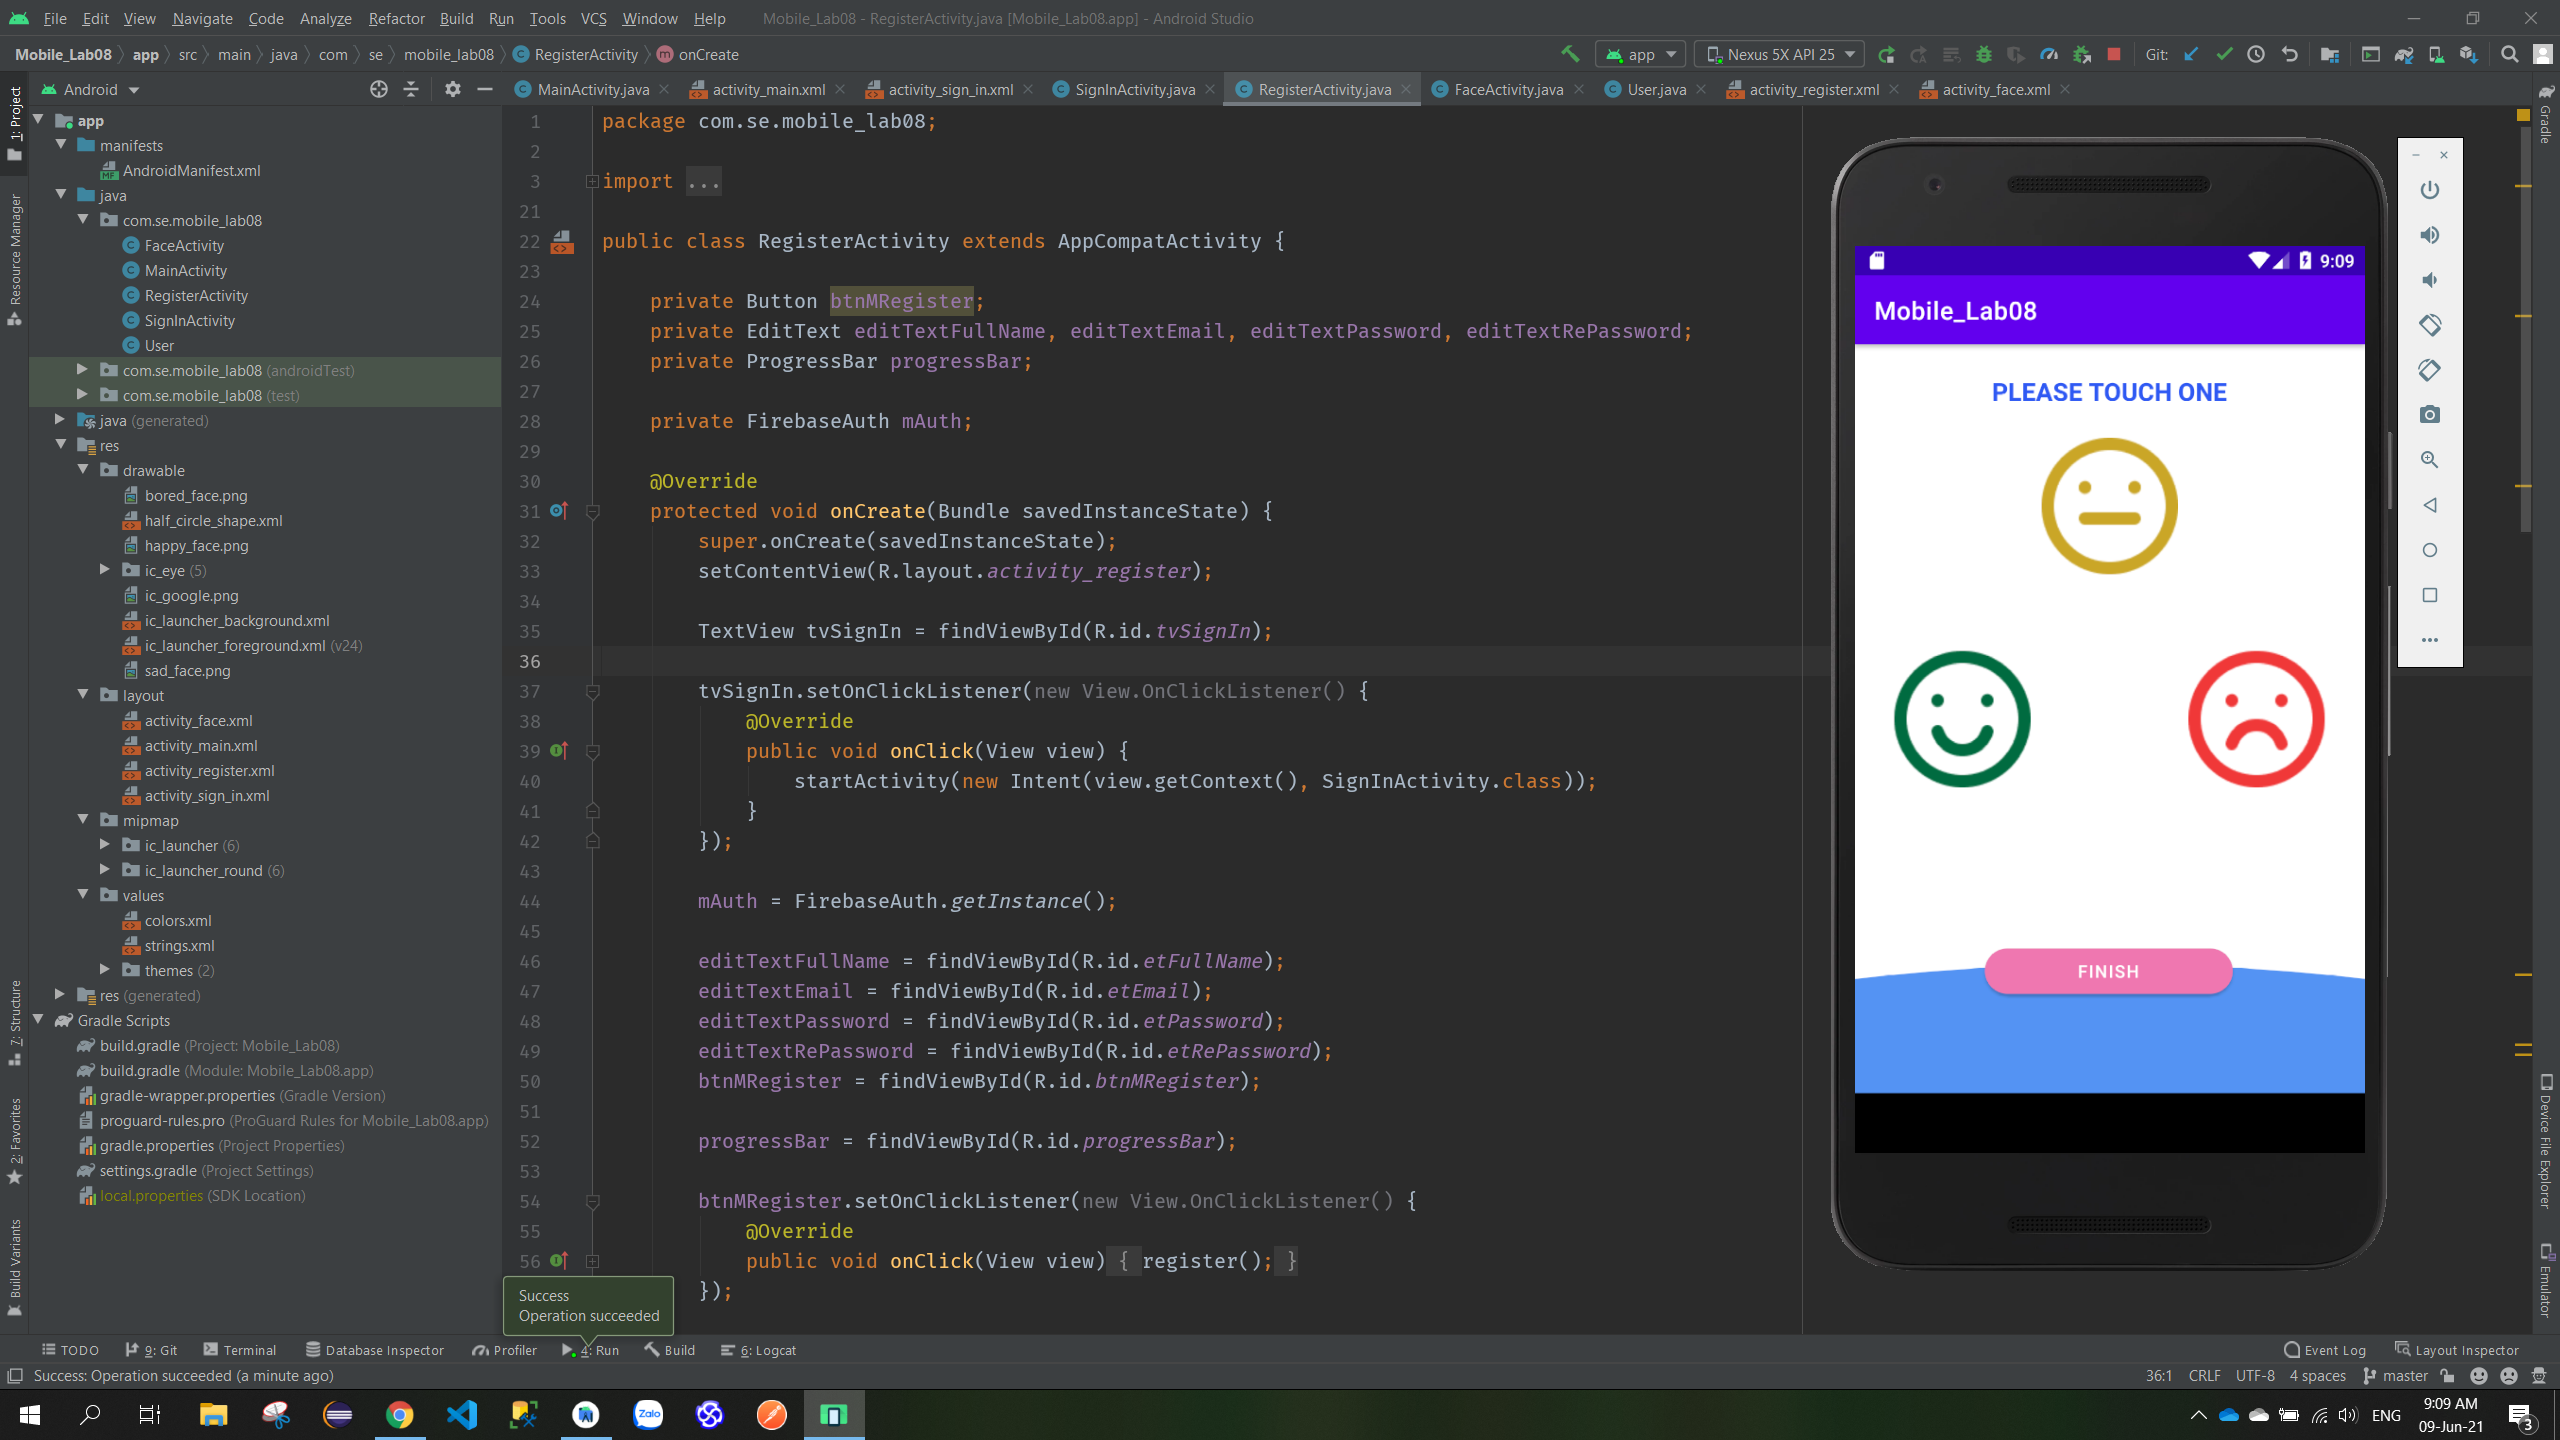 File Edit View Navigate Code Analyze Refactor Build Run Tools VCS Window Help Mobile_Lab08 - RegisterActivity.java [Mobile_Lab08.app] - Android Studio
Mobile_Lab08 app src main java com se mobile_lab08 RegisterActivity onCreate app Nexus 5X API 25 Git:
Android
MainActivity.java activity_main.xml activity_sign_in.xml SignInActivity.java RegisterActivity.java FaceActivity.java User.java activity_register.xml activity_face.xml
1: Project
Resource Manager
7: Structure
2: Favorites
Build Variants
app
manifests
AndroidManifest.xml
java
com.se.mobile_lab08
FaceActivity
MainActivity
RegisterActivity
SignInActivity
User
com.se.mobile_lab08 (androidTest)
com.se.mobile_lab08 (test)
java (generated)
res
drawable
bored_face.png
half_circle_shape.xml
happy_face.png
ic_eye (5)
ic_google.png
ic_launcher_background.xml
ic_launcher_foreground.xml (v24)
sad_face.png
layout
activity_face.xml
activity_main.xml
activity_register.xml
activity_sign_in.xml
mipmap
ic_launcher (6)
ic_launcher_round (6)
values
colors.xml
strings.xml
themes (2)
res (generated)
Gradle Scripts
build.gradle (Project: Mobile_Lab08)
build.gradle (Module: Mobile_Lab08.app)
gradle-wrapper.properties (Gradle Version)
proguard-rules.pro (ProGuard Rules for Mobile_Lab08.app)
gradle.properties (Project Properties)
settings.gradle (Project Settings)
local.properties (SDK Location)
1 package com.se.mobile_lab08;
2
3 import ...
21
22 public class RegisterActivity extends AppCompatActivity {
23
24 private Button btnMRegister;
25 private EditText editTextFullName, editTextEmail, editTextPassword, editTextRePassword;
26 private ProgressBar progressBar;
27
28 private FirebaseAuth mAuth;
29
30 @Override
31 protected void onCreate(Bundle savedInstanceState) {
32 super.onCreate(savedInstanceState);
33 setContentView(R.layout.activity_register);
34
35 TextView tvSignIn = findViewById(R.id.tvSignIn);
36
37 tvSignIn.setOnClickListener(new View.OnClickListener() {
38 @Override
39 public void onClick(View view) {
40 startActivity(new Intent(view.getContext(), SignInActivity.class));
41 }
42 });
43
44 mAuth = FirebaseAuth.getInstance();
45
46 editTextFullName = findViewById(R.id.etFullName);
47 editTextEmail = findViewById(R.id.etEmail);
48 editTextPassword = findViewById(R.id.etPassword);
49 editTextRePassword = findViewById(R.id.etRePassword);
50 btnMRegister = findViewById(R.id.btnMRegister);
51
52 progressBar = findViewById(R.id.progressBar);
53
54 btnMRegister.setOnClickListener(new View.OnClickListener() {
55 @Override
56 public void onClick(View view) { register(); }
});
Success
Operation succeeded
9:09
Mobile_Lab08
PLEASE TOUCH ONE
FINISH
Gradle
Device File Explorer
Emulator
TODO 9: Git Terminal Database Inspector Profiler 4: Run Build 6: Logcat Event Log Layout Inspector
Success: Operation succeeded (a minute ago) 36:1 CRLF UTF-8 4 spaces master
Zalo
ENG
9:09 AM
09-Jun-21
3